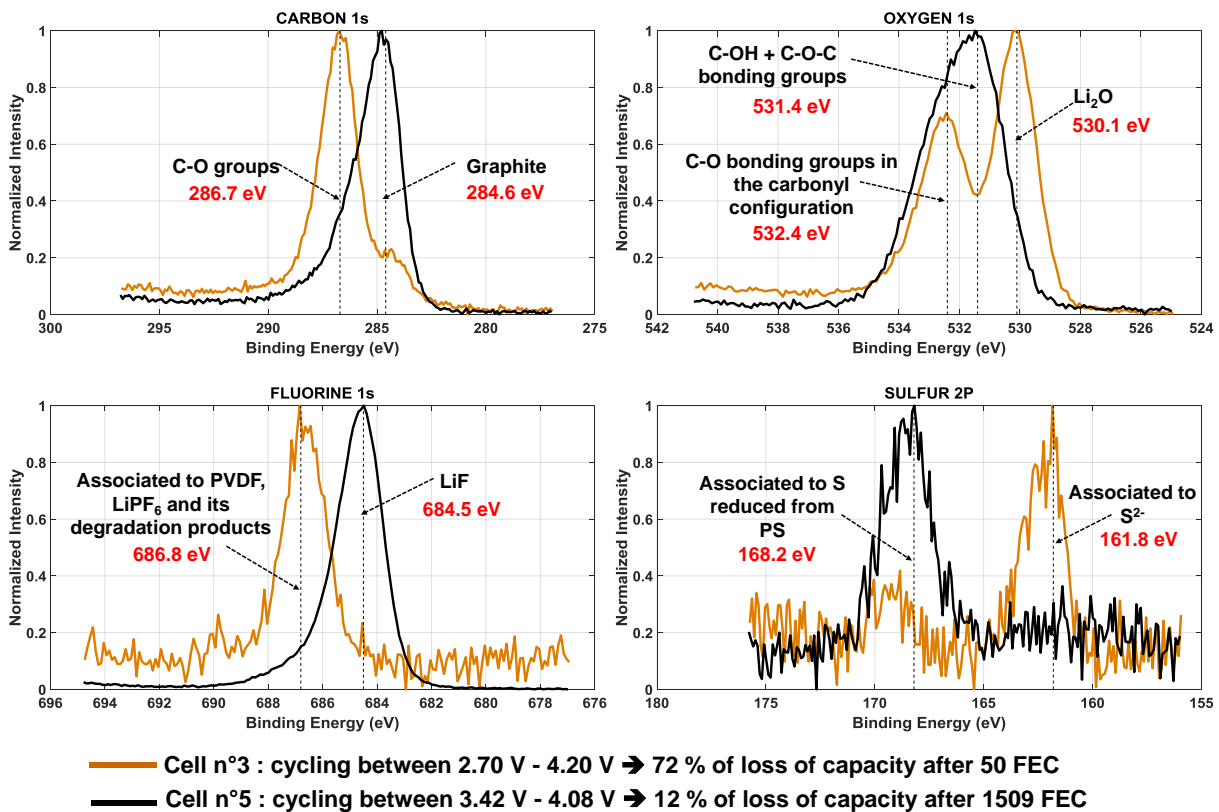 CARBON 1s
Normalized Intensity
1
0.8
0.6
0.4
0.2
0
C-O groups
286.7 eV
Graphite
284.6 eV
300 295 290 285 280 275
Binding Energy (eV)
OXYGEN 1s
Normalized Intensity
1
0.8
0.6
0.4
0.2
0
C-OH + C-O-C
bonding groups
531.4 eV
Li₂O
530.1 eV
C-O bonding groups in
the carbonyl
configuration
532.4 eV
542 540 538 536 534 532 530 528 526 524
Binding Energy (eV)
FLUORINE 1s
Normalized Intensity
1
0.8
0.6
0.4
0.2
0
Associated to PVDF,
LiPF₆ and its
degradation products
686.8 eV
LiF
684.5 eV
696 694 692 690 688 686 684 682 680 678 676
Binding Energy (eV)
SULFUR 2P
Normalized Intensity
1
0.8
0.6
0.4
0.2
0
Associated to S
reduced from
PS
168.2 eV
Associated to
S²⁻
161.8 eV
180 175 170 165 160 155
Binding Energy (eV)
Cell n°3 : cycling between 2.70 V - 4.20 V ➔ 72 % of loss of capacity after 50 FEC
Cell n°5 : cycling between 3.42 V - 4.08 V ➔ 12 % of loss of capacity after 1509 FEC